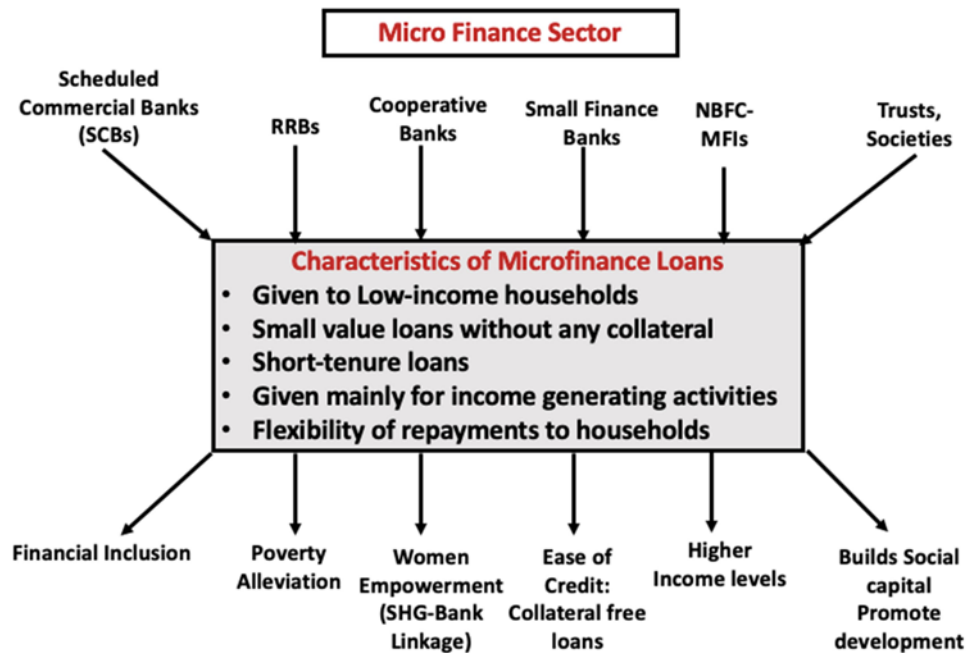 Micro Finance Sector
Scheduled
Commercial Banks
(SCBs)
RRBs
Cooperative
Banks
Small Finance
Banks
NBFC-
MFIs
Trusts,
Societies
Characteristics of Microfinance Loans
• Given to Low-income households
• Small value loans without any collateral
• Short-tenure loans
• Given mainly for income generating activities
• Flexibility of repayments to households
Financial Inclusion
Poverty
Alleviation
Women
Empowerment
(SHG-Bank
Linkage)
Ease of
Credit:
Collateral free
loans
Higher
Income levels
Builds Social
capital
Promote
development